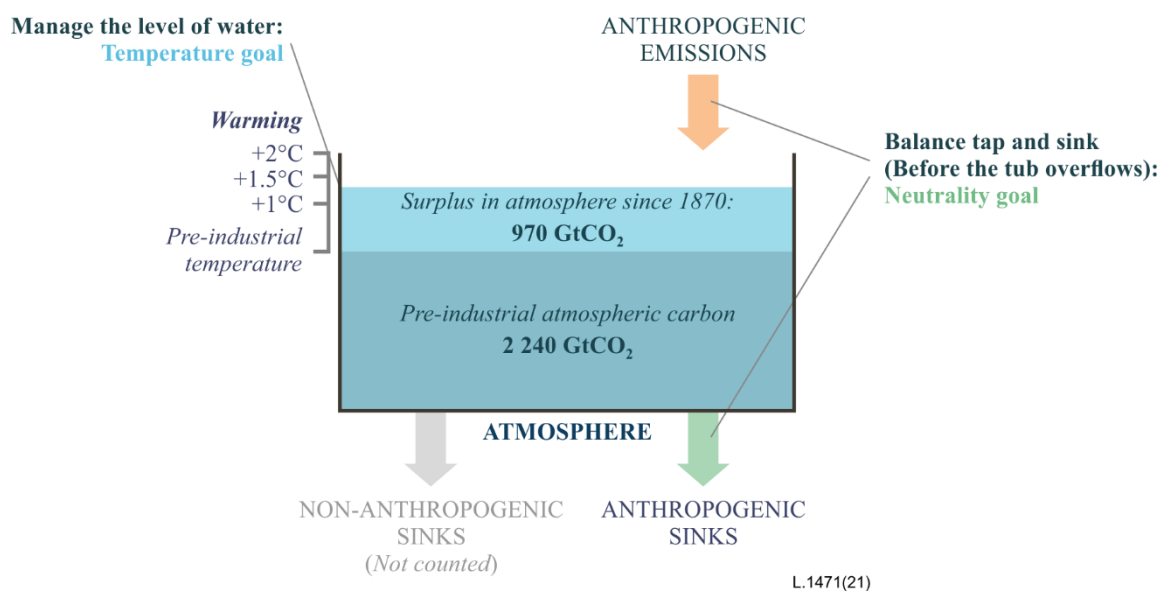 Manage the level of water:
Temperature goal
ANTHROPOGENIC
EMISSIONS
Warming
+2°C
+1.5°C
+1°C
Pre-industrial
temperature
Balance tap and sink
(Before the tub overflows):
Neutrality goal
Surplus in atmosphere since 1870:
970 GtCO₂
Pre-industrial atmospheric carbon
2 240 GtCO₂
ATMOSPHERE
NON-ANTHROPOGENIC
SINKS
(Not counted)
ANTHROPOGENIC
SINKS
L.1471(21)